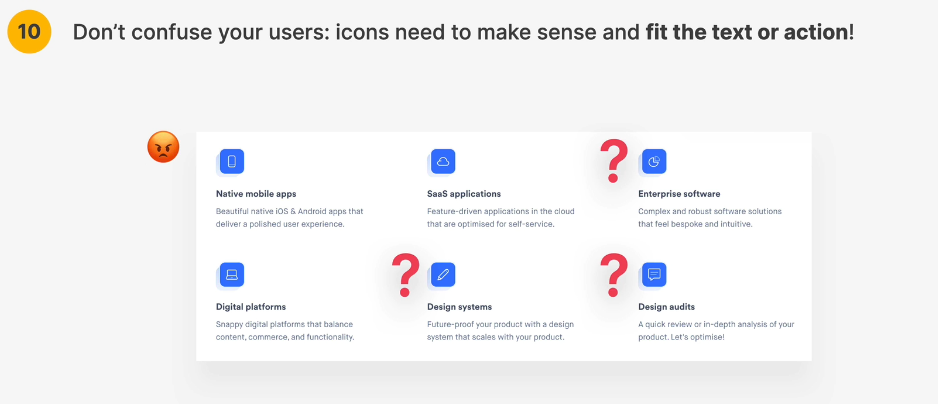 10 Don't confuse your users: icons need to make sense and fit the text or action!
?
Native mobile apps
Beautiful native iOS & Android apps that
deliver a polished user experience.
SaaS applications
Feature-driven applications in the cloud
that are optimised for self-service.
Enterprise software
Complex and robust software solutions
that feel bespoke and intuitive.
? ?
Digital platforms
Snappy digital platforms that balance
content, commerce, and functionality.
Design systems
Future-proof your product with a design
system that scales with your product.
Design audits
A quick review or in-depth analysis of your
product. Let's optimise!